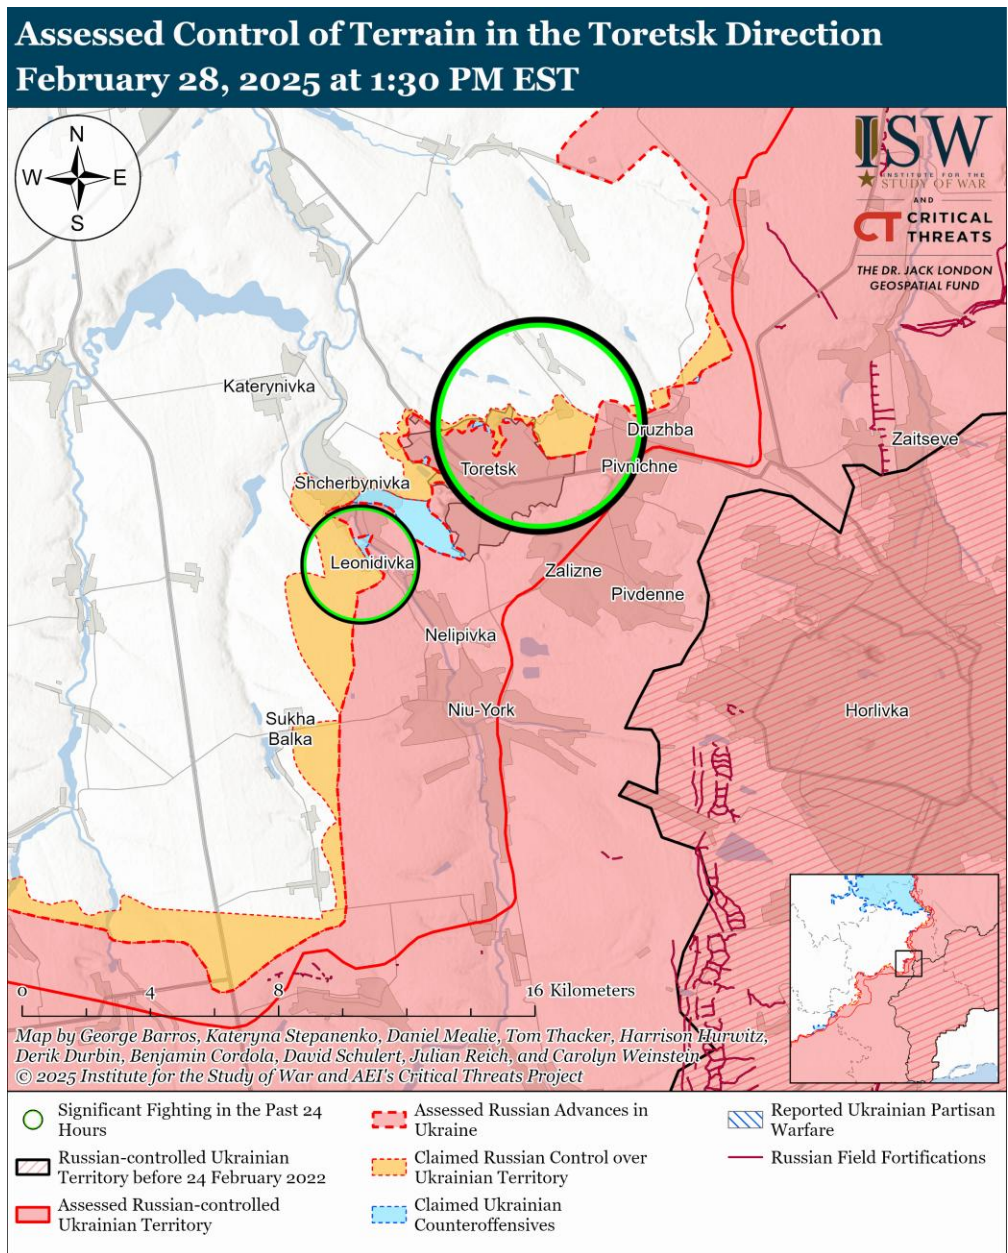 Assessed Control of Terrain in the Toretsk Direction
February 28, 2025 at 1:30 PM EST
N
W
E
S
ISW
INSTITUTE FOR THE
STUDY OF WAR
AND
CT CRITICAL
THREATS
THE DR. JACK LONDON
GEOSPATIAL FUND
Katerynivka
Druzhba
Zaitseve
Toretsk
Pivnichne
Shcherbynivka
Leonidivka
Zalizne
Pivdenne
Nelipivka
Niu-York
Horlivka
Sukha
Balka
0
4
8
16 Kilometers
Map by George Barros, Kateryna Stepanenko, Daniel Mealie, Tom Thacker, Harrison Hurwitz,
Derik Durbin, Benjamin Cordola, David Schulert, Julian Reich, and Carolyn Weinstein
© 2025 Institute for the Study of War and AEI's Critical Threats Project
Significant Fighting in the Past 24
Hours
Russian-controlled Ukrainian
Territory before 24 February 2022
Assessed Russian-controlled
Ukrainian Territory
Assessed Russian Advances in
Ukraine
Claimed Russian Control over
Ukrainian Territory
Claimed Ukrainian
Counteroffensives
Reported Ukrainian Partisan
Warfare
Russian Field Fortifications